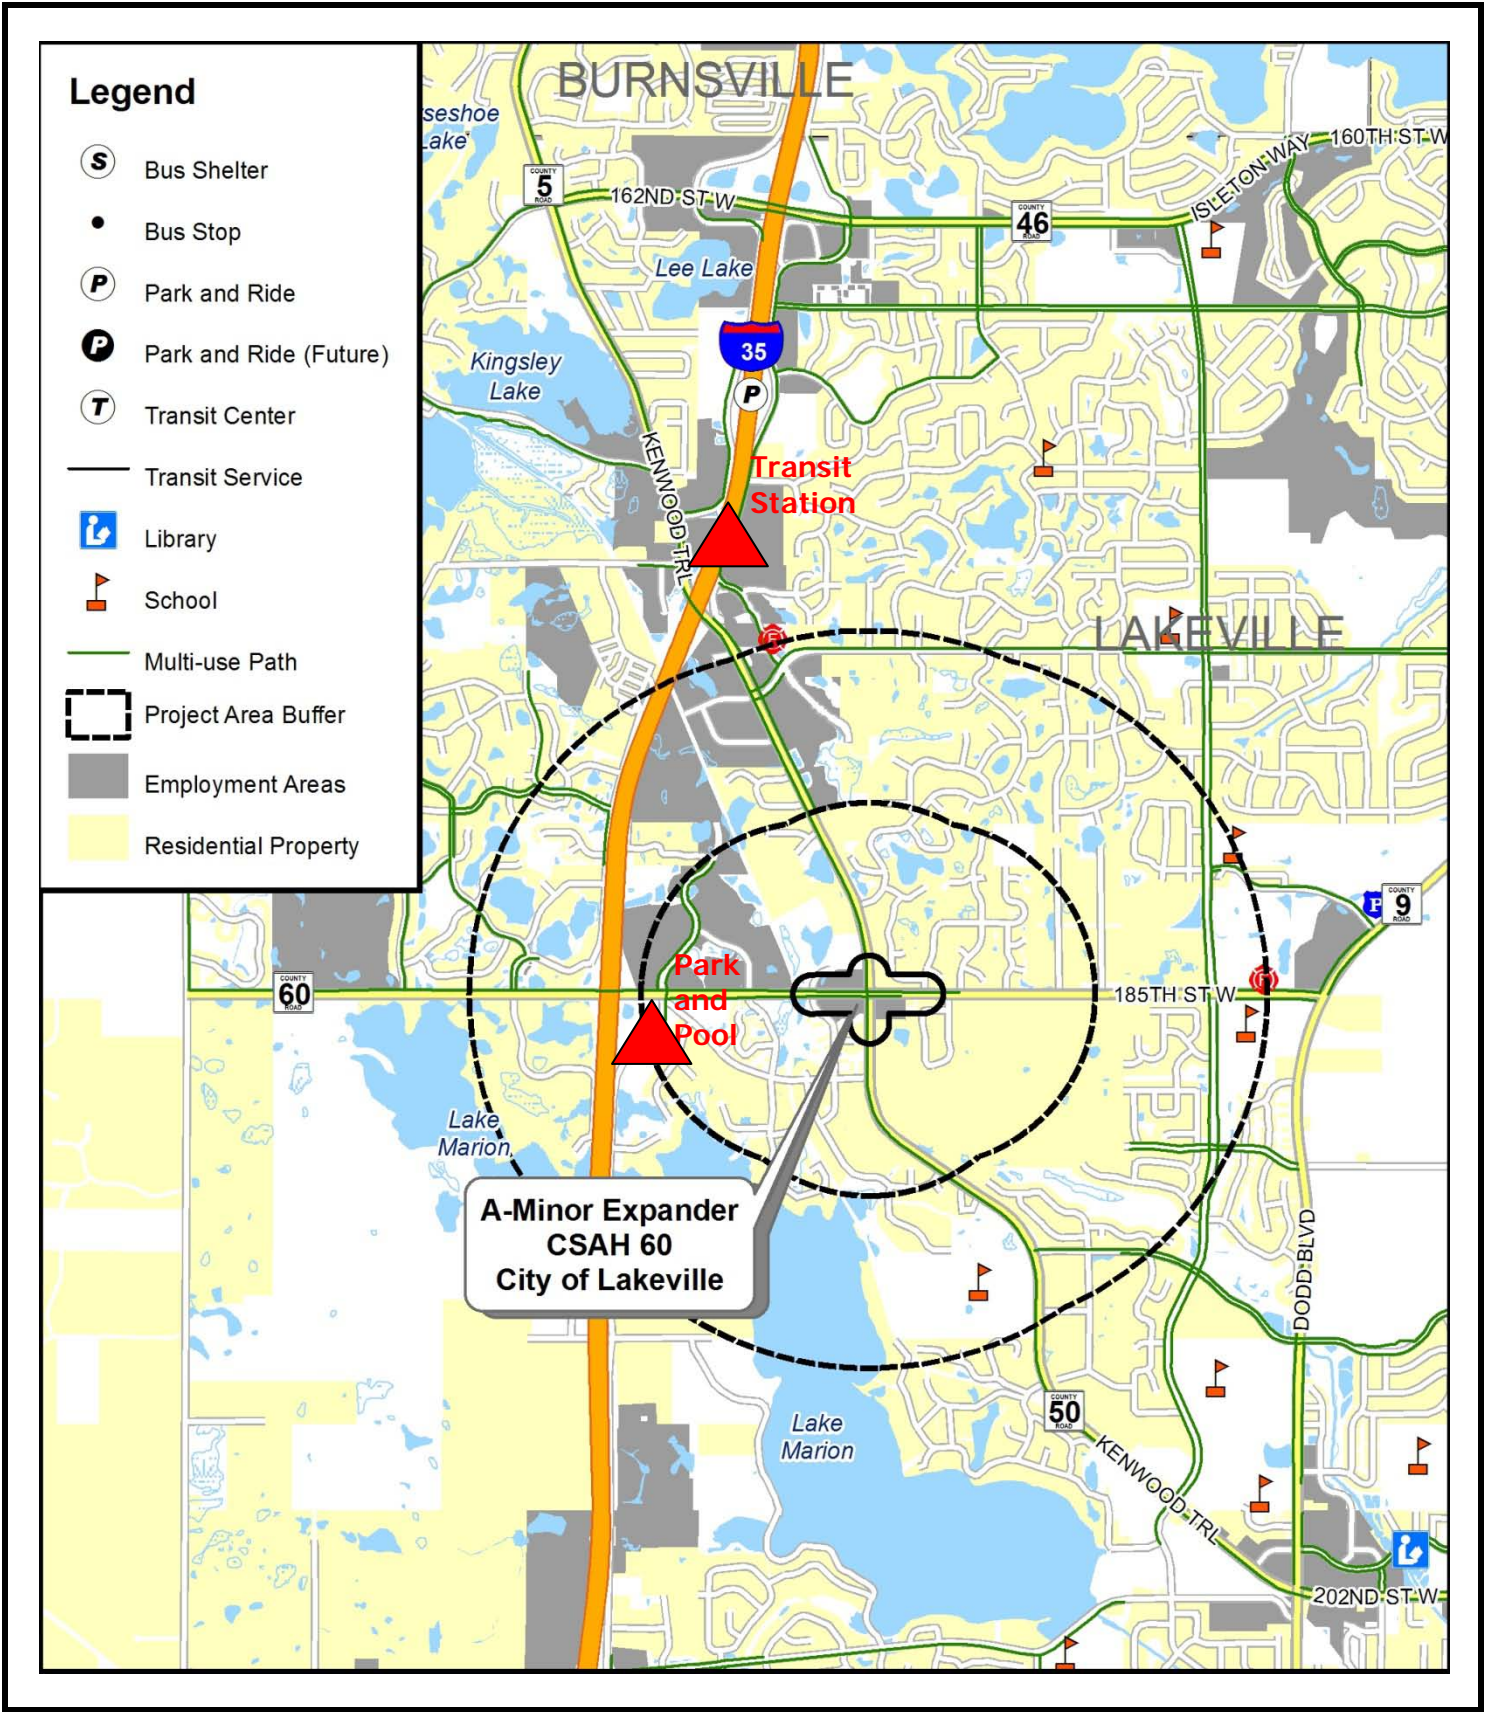 Legend
S
Bus Shelter
Bus Stop
P
Park and Ride
P
Park and Ride (Future)
T
Transit Center
Transit Service
Library
School
Multi-use Path
Project Area Buffer
Employment Areas
Residential Property
BURNSVILLE
seshoe
Lake
COUNTY
5
ROAD
162ND ST W
COUNTY
46
ROAD
ISLETON WAY
160TH ST W
Lee Lake
35
P
Kingsley
Lake
KENWOOD TRL
Transit
Station
LAKEVILLE
F
P
COUNTY
9
ROAD
COUNTY
60
ROAD
Park
and
Pool
185TH ST W
Lake
Marion
A-Minor Expander
CSAH 60
City of Lakeville
DODD BLVD
COUNTY
50
ROAD
Lake
Marion
KENWOOD TRL
202ND ST W